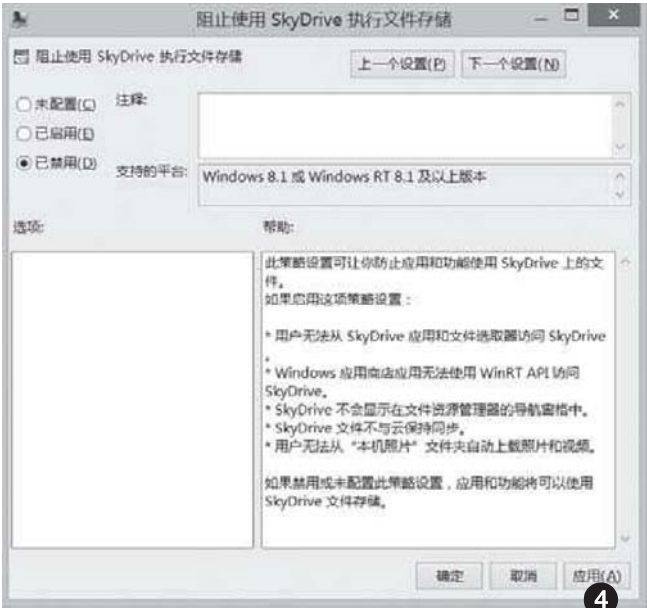 阻止使用 SkyDrive 执行文件存储
阻止使用 SkyDrive 执行文件存储
上一个设置(P) 下一个设置(N)
未配置(C) 注释:
已启用(E)
已禁用(D)
支持的平台: Windows 8.1 或 Windows RT 8.1 及以上版本
选项: 帮助:
此策略设置可让你防止应用和功能使用 SkyDrive 上的文
件。
如果启用这项策略设置：
* 用户无法从 SkyDrive 应用和文件选取器访问 SkyDrive
。
* Windows 应用商店应用无法使用 WinRT API 访问
SkyDrive。
* SkyDrive 不会显示在文件资源管理器的导航窗格中。
* SkyDrive 文件不与云保持同步。
* 用户无法从“本机照片”文件夹自动上载照片和视频。
如果禁用或未配置此策略设置，应用和功能将可以使用
SkyDrive 文件存储。
确定 取消 应用(A)
4